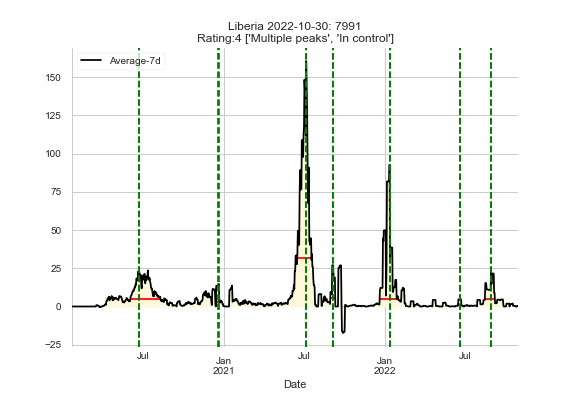 Liberia 2022-10-30: 7991
Rating:4 ['Multiple peaks', 'In control']
Average-7d
150
125
100
75
50
25
0
−25
Jul
Jan
2021
Jul
Jan
2022
Jul
Date